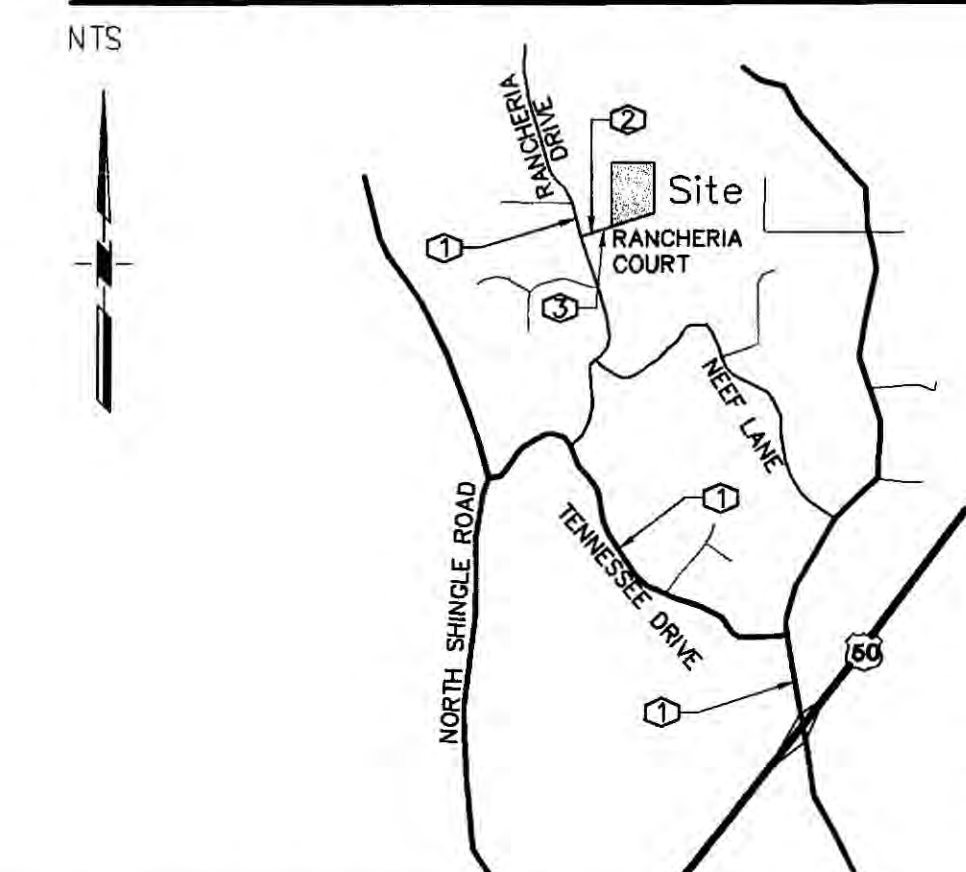 NTS
RANCHERIA
DRIVE
2
Site
1
RANCHERIA
COURT
3
NEEF LANE
1
NORTH SHINGLE ROAD
TENNESSEE DRIVE
50
1